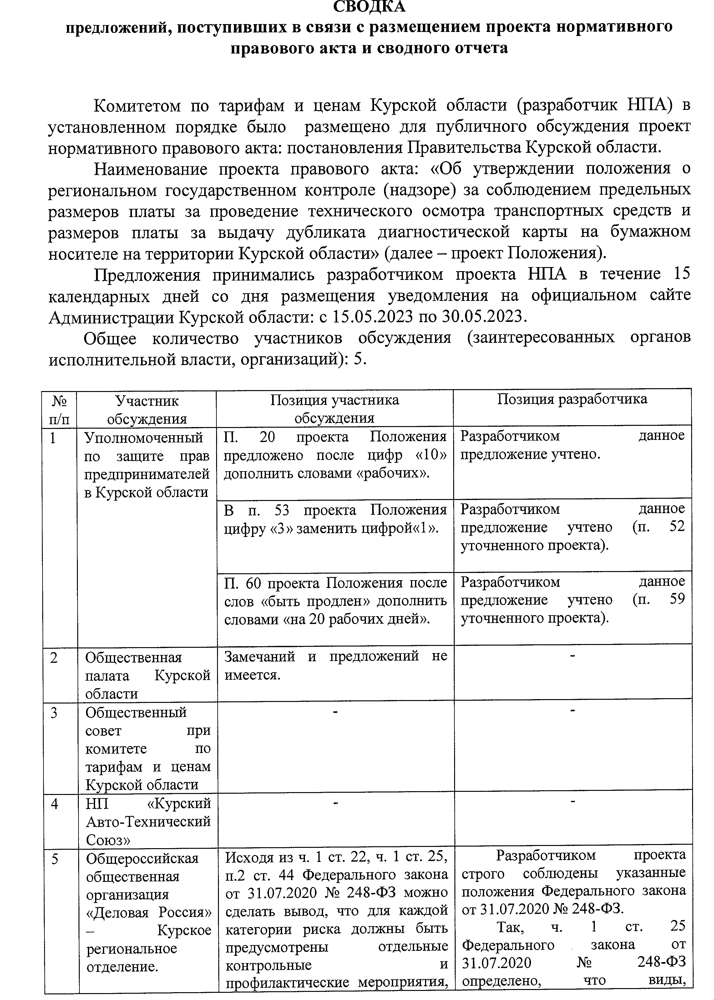 СВОДКА
предложений, поступивших в связи с размещением проекта нормативного
правового акта и сводного отчета
Комитетом по тарифам и ценам Курской области (разработчик НПА) в
установленном порядке было размещено для публичного обсуждения проект
нормативного правового акта: постановления Правительства Курской области.
Наименование проекта правового акта: «Об утверждении положения о
региональном государственном контроле (надзоре) за соблюдением предельных
размеров платы за проведение технического осмотра транспортных средств и
размеров платы за выдачу дубликата диагностической карты на бумажном
носителе на территории Курской области» (далее – проект Положения).
Предложения принимались разработчиком проекта НПА в течение 15
календарных дней со дня размещения уведомления на официальном сайте
Администрации Курской области: с 15.05.2023 по 30.05.2023.
Общее количество участников обсуждения (заинтересованных органов
исполнительной власти, организаций): 5.
№
п/п
Участник
обсуждения
Позиция участника
обсуждения
Позиция разработчика
1
Уполномоченный
по защите прав
предпринимателей
в Курской области
П. 20 проекта Положения
предложено после цифр «10»
дополнить словами «рабочих».
Разработчиком данное
предложение учтено.
В п. 53 проекта Положения
цифру «3» заменить цифрой«1».
Разработчиком данное
предложение учтено (п. 52
уточненного проекта).
П. 60 проекта Положения после
слов «быть продлен» дополнить
словами «на 20 рабочих дней».
Разработчиком данное
предложение учтено (п. 59
уточненного проекта).
2
Общественная
палата Курской
области
Замечаний и предложений не
имеется.
-
3
Общественный
совет при
комитете по
тарифам и ценам
Курской области
-
-
4
НП «Курский
Авто-Технический
Союз»
-
-
5
Общероссийская
общественная
организация
«Деловая Россия»
– Курское
региональное
отделение.
Исходя из ч. 1 ст. 22, ч. 1 ст. 25,
п.2 ст. 44 Федерального закона
от 31.07.2020 № 248-ФЗ можно
сделать вывод, что для каждой
категории риска должны быть
предусмотрены отдельные
контрольные и
профилактические мероприятия,
Разработчиком проекта
строго соблюдены указанные
положения Федерального закона
от 31.07.2020 № 248-ФЗ.
Так, ч. 1 ст. 25
Федерального закона от
31.07.2020 № 248-ФЗ
определено, что виды,